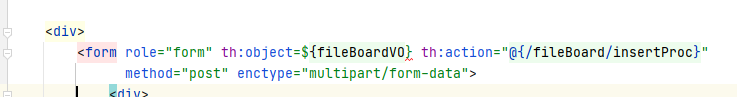 <div>
<form role="form" th:object=${fileBoardVO} th:action="@{/fileBoard/insertProc}"
method="post" enctype="multipart/form-data">
<div>